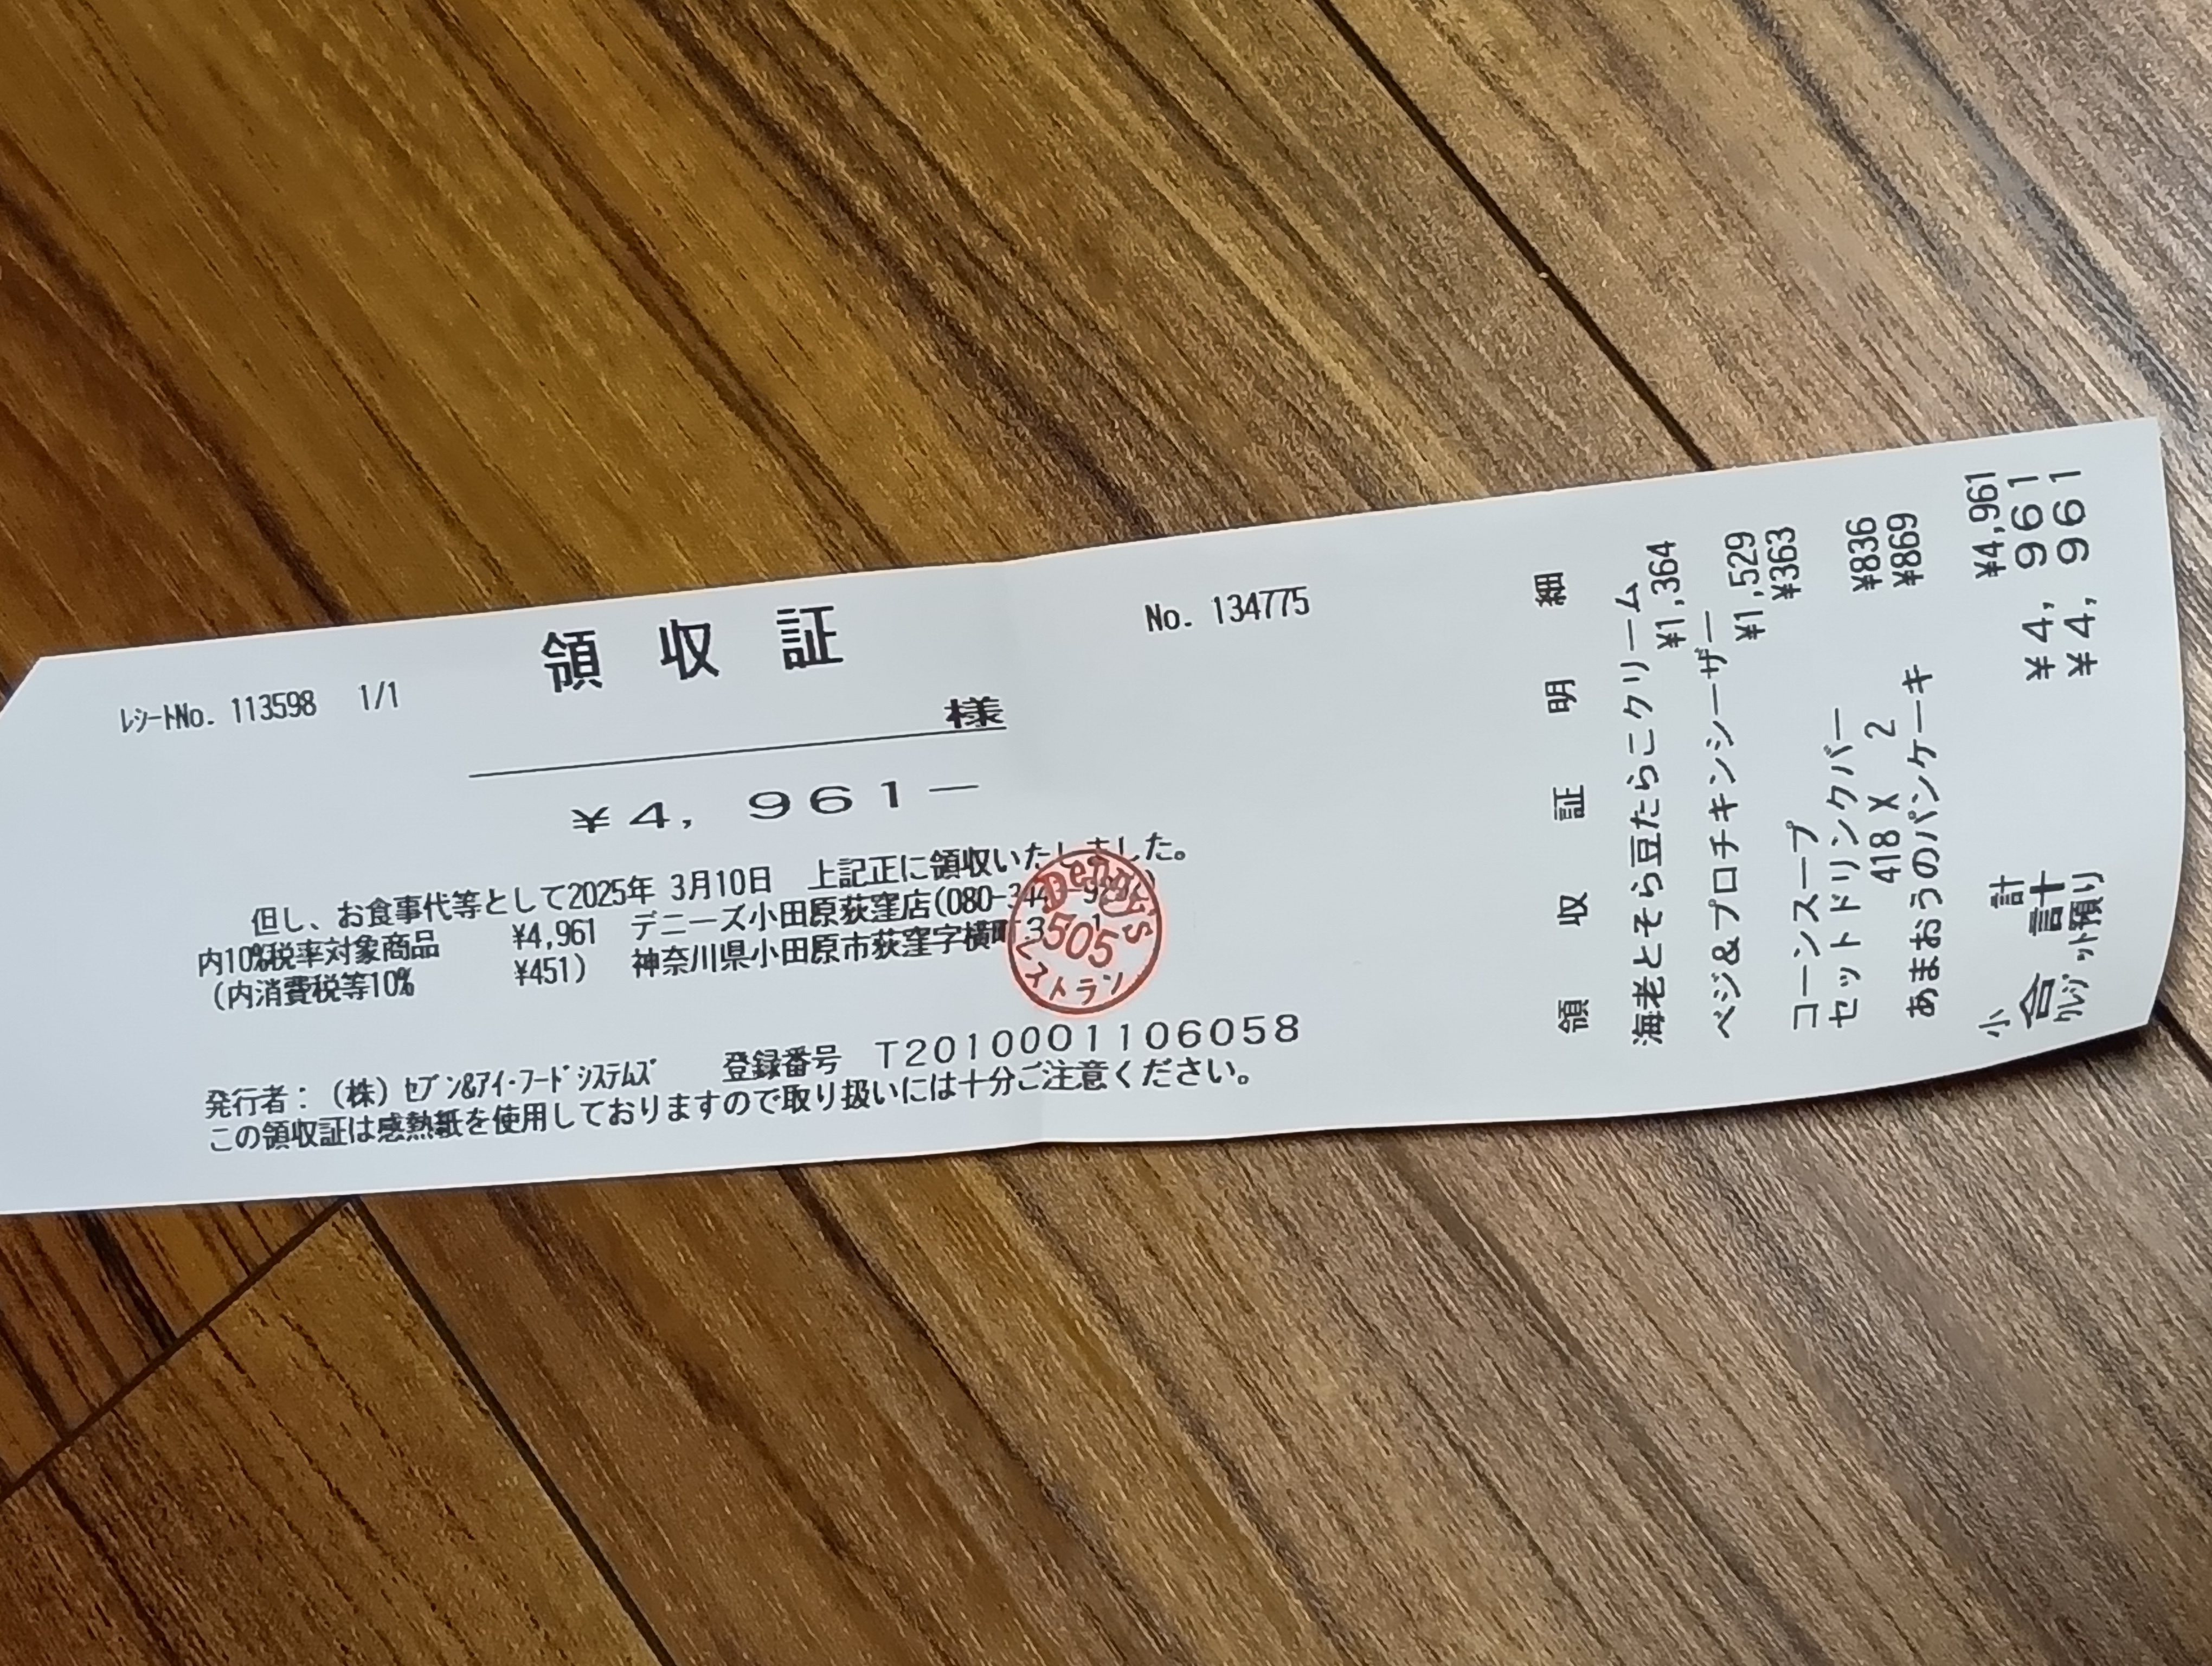 ﾚｼｰﾄNo. 113598 1/1
領収証
No. 134775
様
¥4,961－
但し、お食事代等として2025年 3月10日 上記正に領収いたしました。
内10%税率対象商品 ¥4,961 デニーズ小田原荻窪店(080-
(内消費税等10% ¥451) 神奈川県小田原市荻窪字横町
Denny's
505
レストラン
発行者：（株）ｾﾌﾞﾝ&ｱｲ･ﾌｰﾄﾞｼｽﾃﾑｽﾞ 登録番号 T2010001106058
この領収証は感熱紙を使用しておりますので取り扱いには十分ご注意ください。
領収証明細
海老とそら豆たらこクリーム
¥1,364
ベジ&プロチキンシーザー
¥1,529
コーンスープ ¥363
セットドリンクバー
418 X 2 ¥836
あまおうのパンケーキ ¥869
小計 ¥4,961
合計 ¥4,961
ｸﾚｼﾞｯﾄ預り ¥4,961